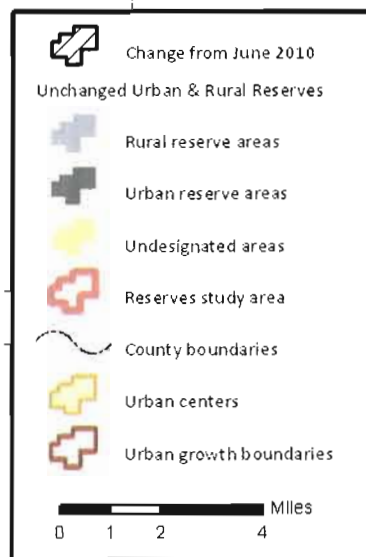 Change from June 2010
Unchanged Urban & Rural Reserves
Rural reserve areas
Urban reserve areas
Undesignated areas
Reserves study area
County boundaries
Urban centers
Urban growth boundaries
Miles
0 1 2 4